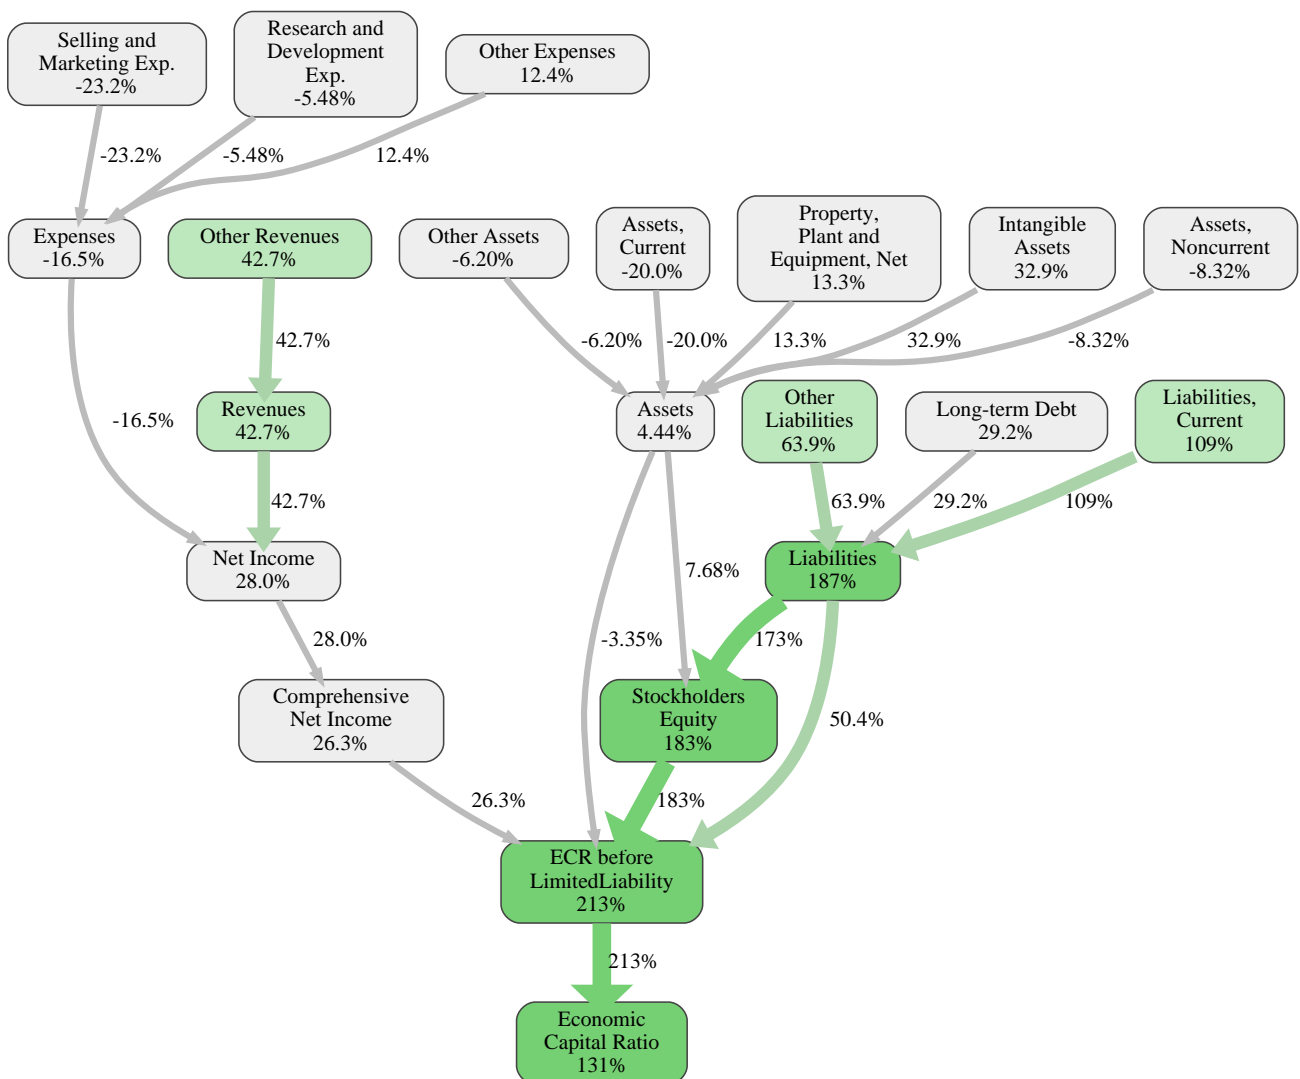 Selling and
Marketing Exp.
-23.2%
Research and
Development
Exp.
-5.48%
Other Expenses
12.4%
-23.2%
-5.48%
12.4%
Expenses
-16.5%
Other Revenues
42.7%
Other Assets
-6.20%
Assets,
Current
-20.0%
Property,
Plant and
Equipment, Net
13.3%
Intangible
Assets
32.9%
Assets,
Noncurrent
-8.32%
42.7%
-6.20%
-20.0%
13.3%
32.9%
-8.32%
-16.5%
Revenues
42.7%
Assets
4.44%
Other
Liabilities
63.9%
Long-term Debt
29.2%
Liabilities,
Current
109%
42.7%
63.9%
29.2%
109%
Net Income
28.0%
7.68%
Liabilities
187%
28.0%
-3.35%
173%
Comprehensive
Net Income
26.3%
Stockholders
Equity
183%
50.4%
26.3%
183%
ECR before
LimitedLiability
213%
213%
Economic
Capital Ratio
131%